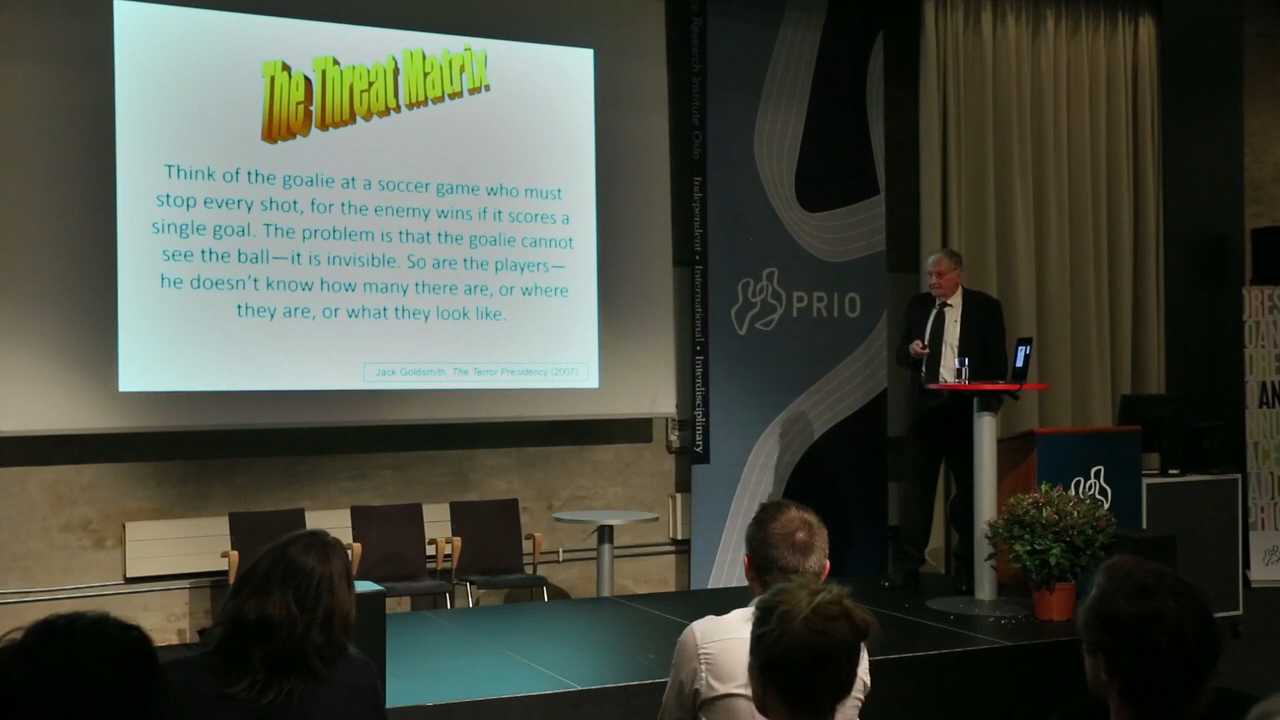 The Threat Matrix
Think of the goalie at a soccer game who must
stop every shot, for the enemy wins if it scores a
single goal. The problem is that the goalie cannot
see the ball—it is invisible. So are the players—
he doesn't know how many there are, or where
they are, or what they look like.
Jack Goldsmith, The Terror Presidency (2007)
Research Institute Oslo Independent • International • Interdisciplinary
PRIO